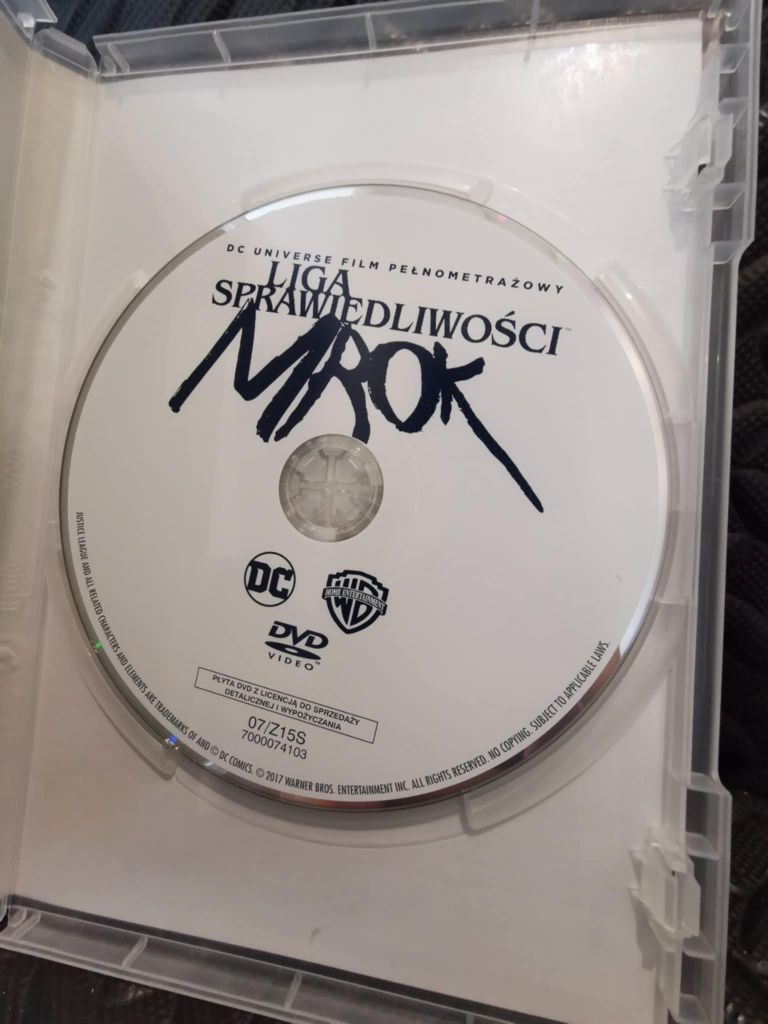 DC UNIVERSE FILM PEŁNOMETRAŻOWY
LIGA
SPRAWIEDLIWOŚCI™
MROK
DC
HOME ENTERTAINMENT
WB
DVD
VIDEO™
PŁYTA DVD Z LICENCJĄ DO SPRZEDAŻY
DETALICZNEJ I WYPOŻYCZANIA
07/Z15S
7000074103
JUSTICE LEAGUE AND ALL RELATED CHARACTERS AND ELEMENTS ARE TRADEMARKS OF AND © DC COMICS. © 2017 WARNER BROS. ENTERTAINMENT INC. ALL RIGHTS RESERVED. NO COPYING. SUBJECT TO APPLICABLE LAWS.